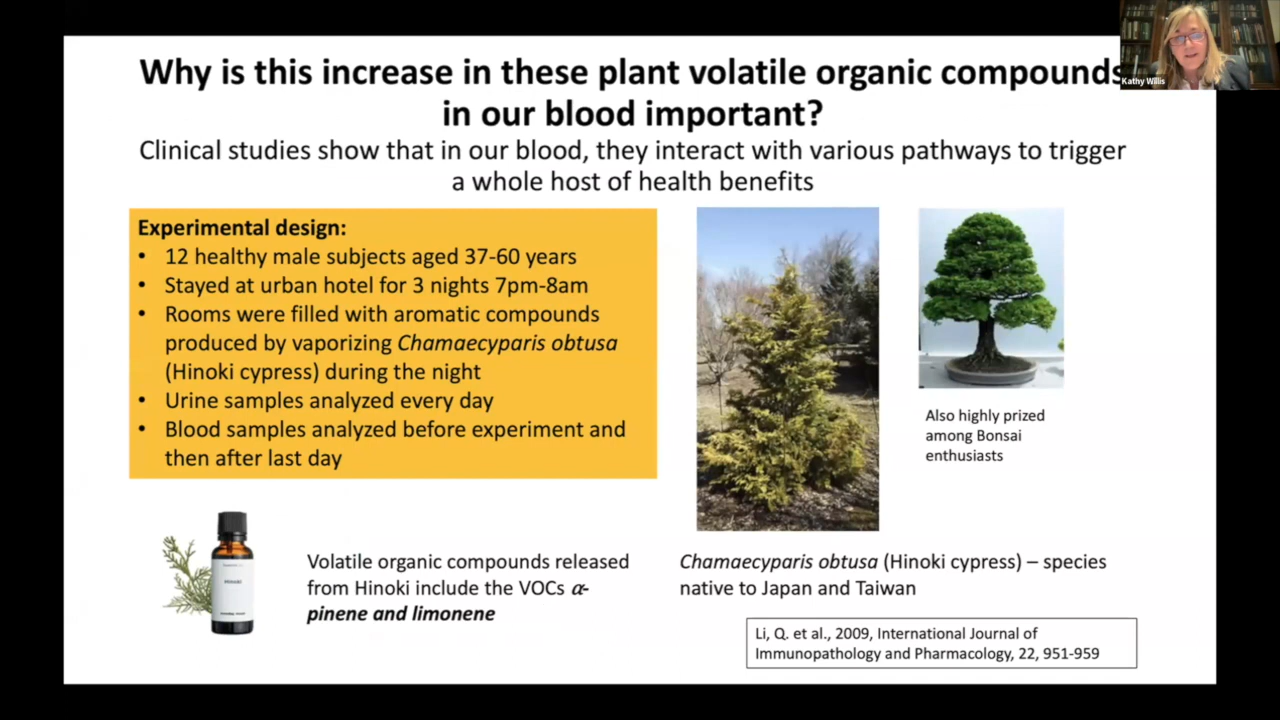 Why is this increase in these plant volatile organic compounds
in our blood important?
Kathy Willis
Clinical studies show that in our blood, they interact with various pathways to trigger
a whole host of health benefits
Experimental design:
• 12 healthy male subjects aged 37-60 years
• Stayed at urban hotel for 3 nights 7pm-8am
• Rooms were filled with aromatic compounds
produced by vaporizing Chamaecyparis obtusa
(Hinoki cypress) during the night
• Urine samples analyzed every day
• Blood samples analyzed before experiment and
then after last day
Also highly prized
among Bonsai
enthusiasts
Volatile organic compounds released
from Hinoki include the VOCs α-
pinene and limonene
Chamaecyparis obtusa (Hinoki cypress) – species
native to Japan and Taiwan
Li, Q. et al., 2009, International Journal of
Immunopathology and Pharmacology, 22, 951-959